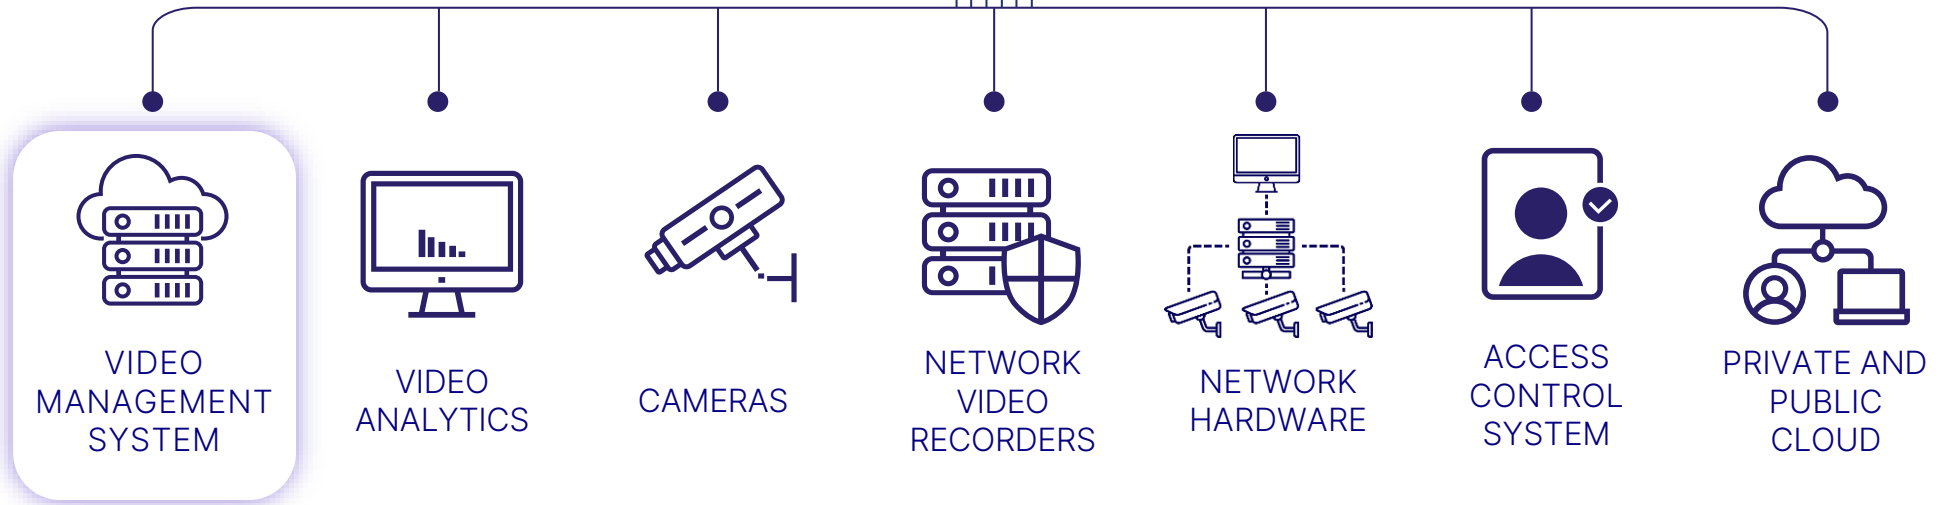 VIDEO
MANAGEMENT
SYSTEM
VIDEO
ANALYTICS
CAMERAS
NETWORK
VIDEO
RECORDERS
NETWORK
HARDWARE
ACCESS
CONTROL
SYSTEM
PRIVATE AND
PUBLIC
CLOUD